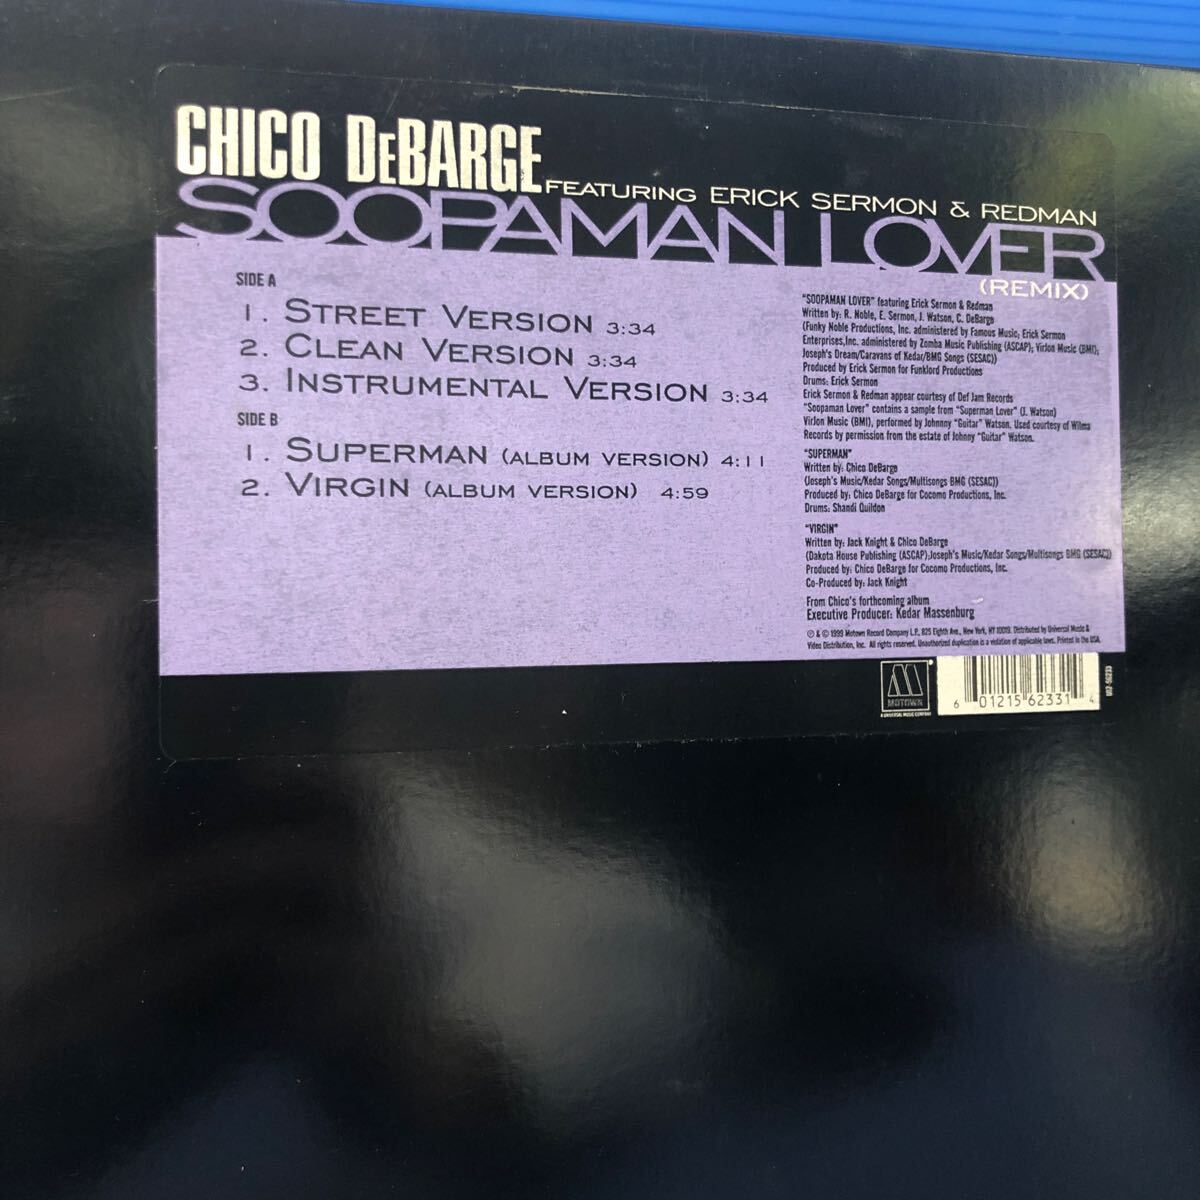 CHICO DeBARGE
FEATURING ERICK SERMON & REDMAN
SOOPAMAN LOVER
(REMIX)
SIDE A
1. STREET VERSION 3:34
2. CLEAN VERSION 3:34
3. INSTRUMENTAL VERSION 3:34
SIDE B
1. SUPERMAN (ALBUM VERSION) 4:11
2. VIRGIN (ALBUM VERSION) 4:59
"SOOPAMAN LOVER" featuring Erick Sermon & Redman
Written by: R. Noble, E. Sermon, J. Watson, C. DeBarge
(Funky Noble Productions, Inc. administered by Famous Music; Erick Sermon
Enterprises,Inc. administered by Zomba Music Publishing (ASCAP); VirJon Music (BMI);
Joseph's Dream/Caravans of Kedar/BMG Songs (SESAC))
Produced by Erick Sermon for Funklord Productions
Drums: Erick Sermon
Erick Sermon & Redman appear courtesy of Def Jam Records
"Soopaman Lover" contains a sample from "Superman Lover" (J. Watson)
VirJon Music (BMI), performed by Johnny "Guitar" Watson. Used courtesy of Wilma
Records by permission from the estate of Johnny "Guitar" Watson.
"SUPERMAN"
Written by: Chico DeBarge
(Joseph's Music/Kedar Songs/Multisongs BMG (SESAC))
Produced by: Chico DeBarge for Cocomo Productions, Inc.
Drums: Shandi Quildon
"VIRGIN"
Written by: Jack Knight & Chico DeBarge
(Dakota House Publishing (ASCAP);Joseph's Music/Kedar Songs/Multisongs BMG (SESAC))
Produced by: Chico DeBarge for Cocomo Productions, Inc.
Co-Produced by: Jack Knight
From Chico's forthcoming album
Executive Producer: Kedar Massenburg
℗ & © 1999 Motown Record Company L.P., 825 Eighth Ave., New York, NY 10019. Distributed by Universal Music &
Video Distribution, Inc. All rights reserved. Unauthorized duplication is a violation of applicable laws. Printed in the USA.
MOTOWN
A UNIVERSAL MUSIC COMPANY
6 01215 62331 4